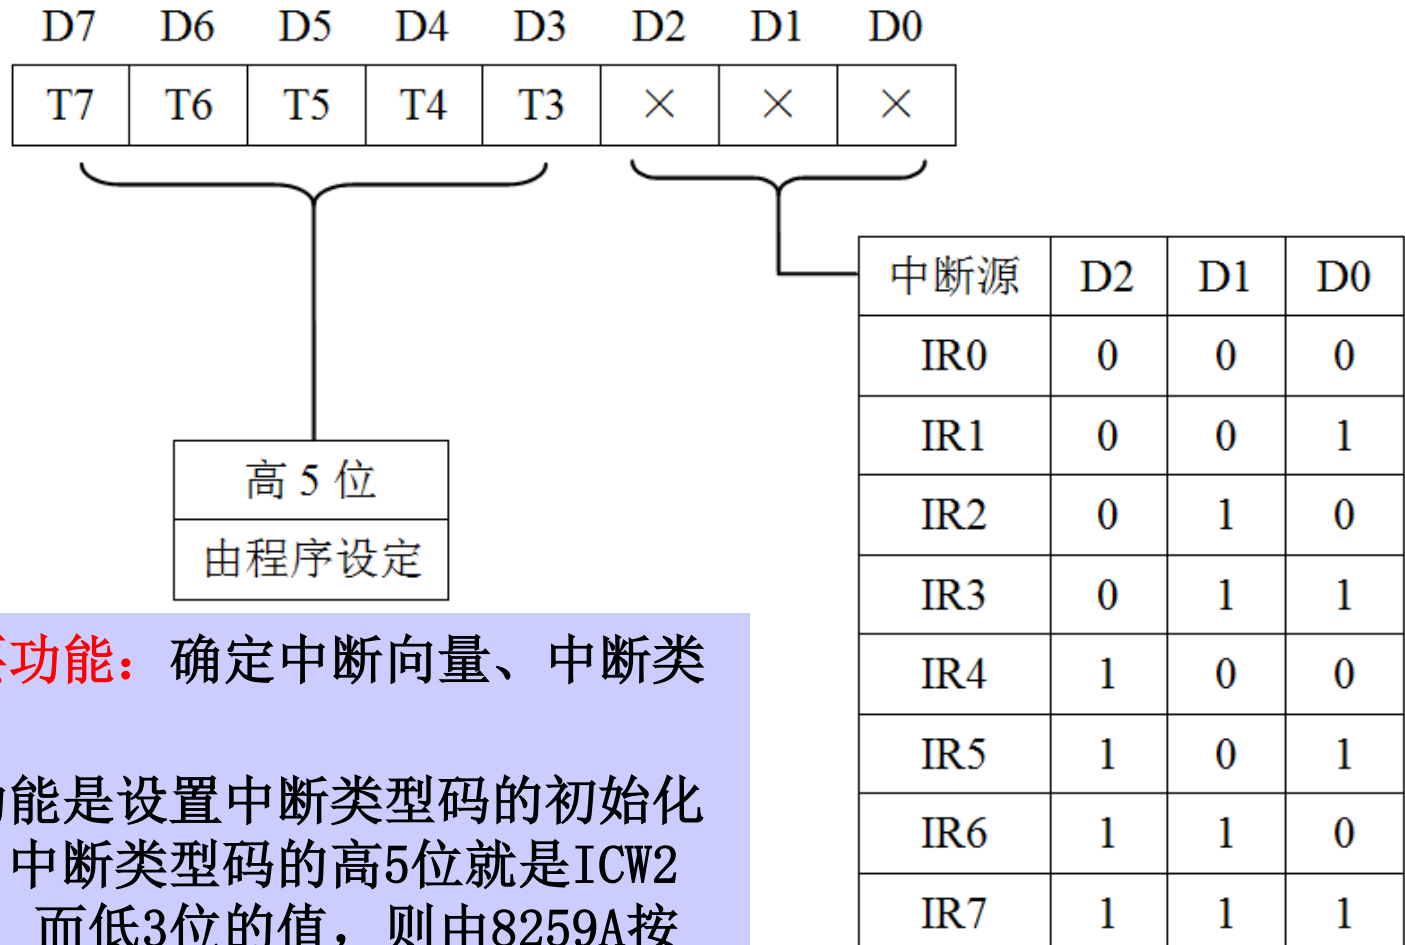 D7 D6 D5 D4 D3 D2 D1 D0
T7 T6 T5 T4 T3 × × ×
中断源 D2 D1 D0
IR0 0 0 0
IR1 0 0 1
IR2 0 1 0
IR3 0 1 1
IR4 1 0 0
IR5 1 0 1
IR6 1 1 0
IR7 1 1 1
高 5 位
由程序设定
功能：确定中断向量、中断类
能是设置中断类型码的初始化
中断类型码的高5位就是ICW2
而低3位的值，则由8259A按